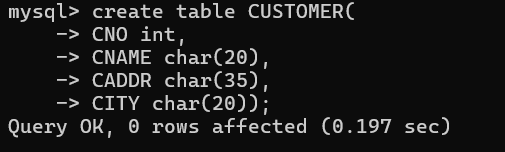 mysql> create table CUSTOMER(
    -> CNO int,
    -> CNAME char(20),
    -> CADDR char(35),
    -> CITY char(20));
Query OK, 0 rows affected (0.197 sec)